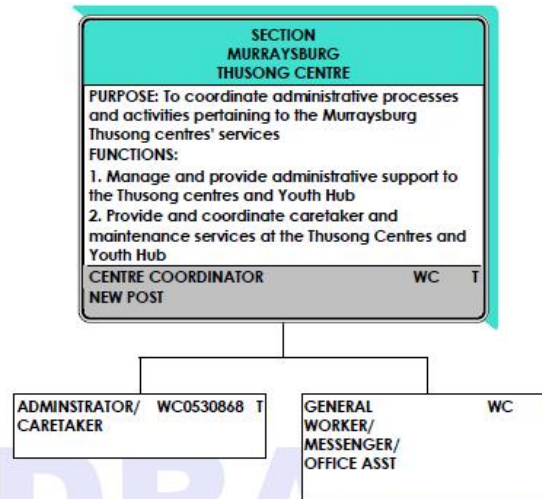 SECTION
MURRAYSBURG
THUSONG CENTRE
PURPOSE: To coordinate administrative processes
and activities pertaining to the Murraysburg
Thusong centres' services
FUNCTIONS:
1. Manage and provide administrative support to
the Thusong centres and Youth Hub
2. Provide and coordinate caretaker and
maintenance services at the Thusong Centres and
Youth Hub
CENTRE COORDINATOR WC T
NEW POST
ADMINSTRATOR/ WC0530868 T
CARETAKER
GENERAL WC
WORKER/
MESSENGER/
OFFICE ASST